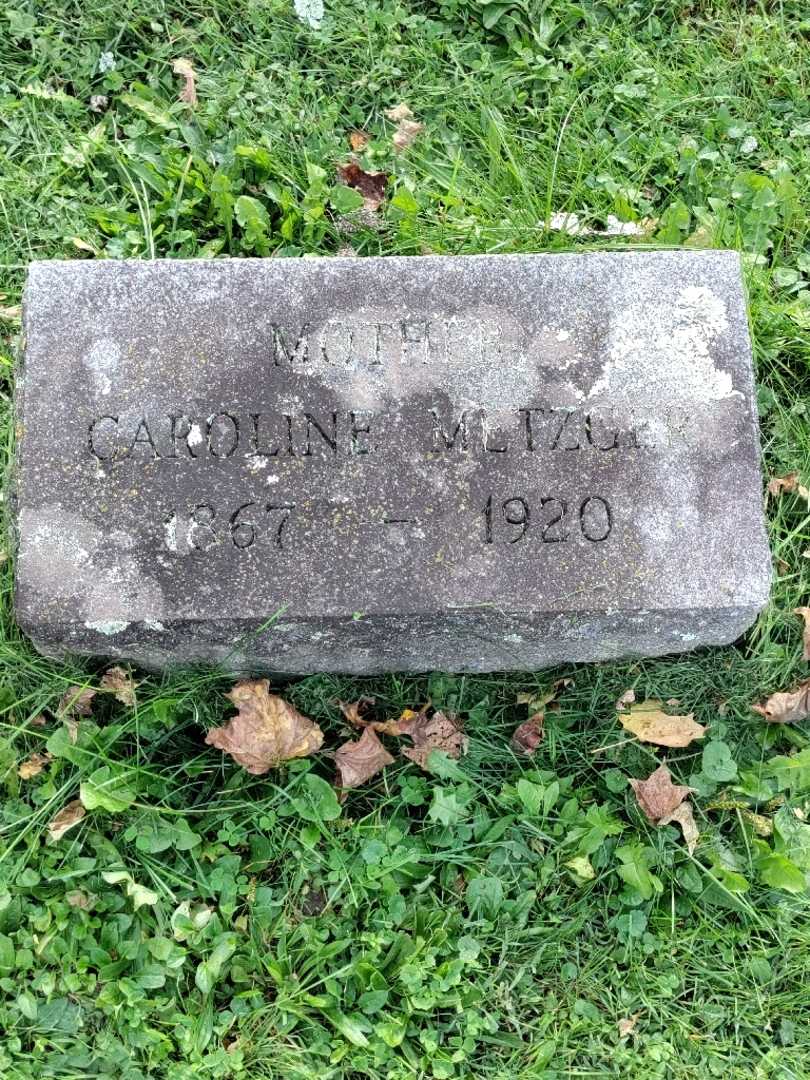 MOTHER
CAROLINE METZGER
1867 - 1920